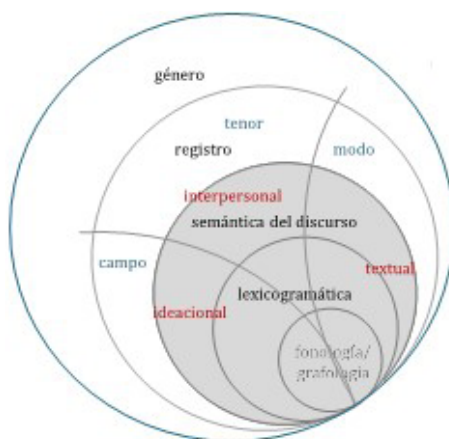 género
tenor
registro
modo
interpersonal
semántica del discurso
campo
textual
lexicogramática
ideacional
fonología/
grafología